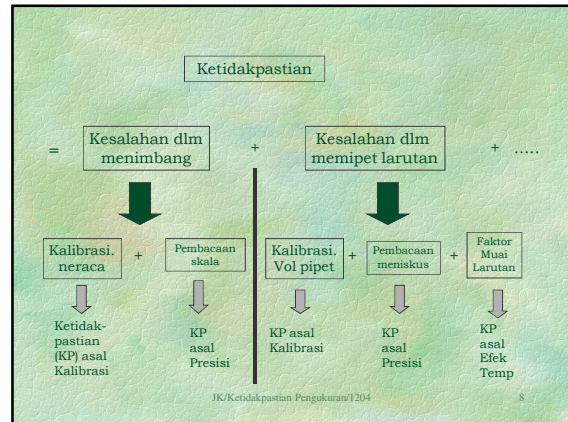 Ketidakpastian
=
Kesalahan dlm
menimbang
+
Kesalahan dlm
memipet larutan
+ .....
Kalibrasi.
neraca
+
Pembacaan
skala
Kalibrasi.
Vol pipet
+
Pembacaan
meniskus
+
Faktor
Muai
Larutan
Ketidak-
pastian
(KP) asal
Kalibrasi
KP
asal
Presisi
KP asal
Kalibrasi
KP
asal
Presisi
KP
asal
Efek
Temp
JK/Ketidakpastian Pengukuran/1204
8